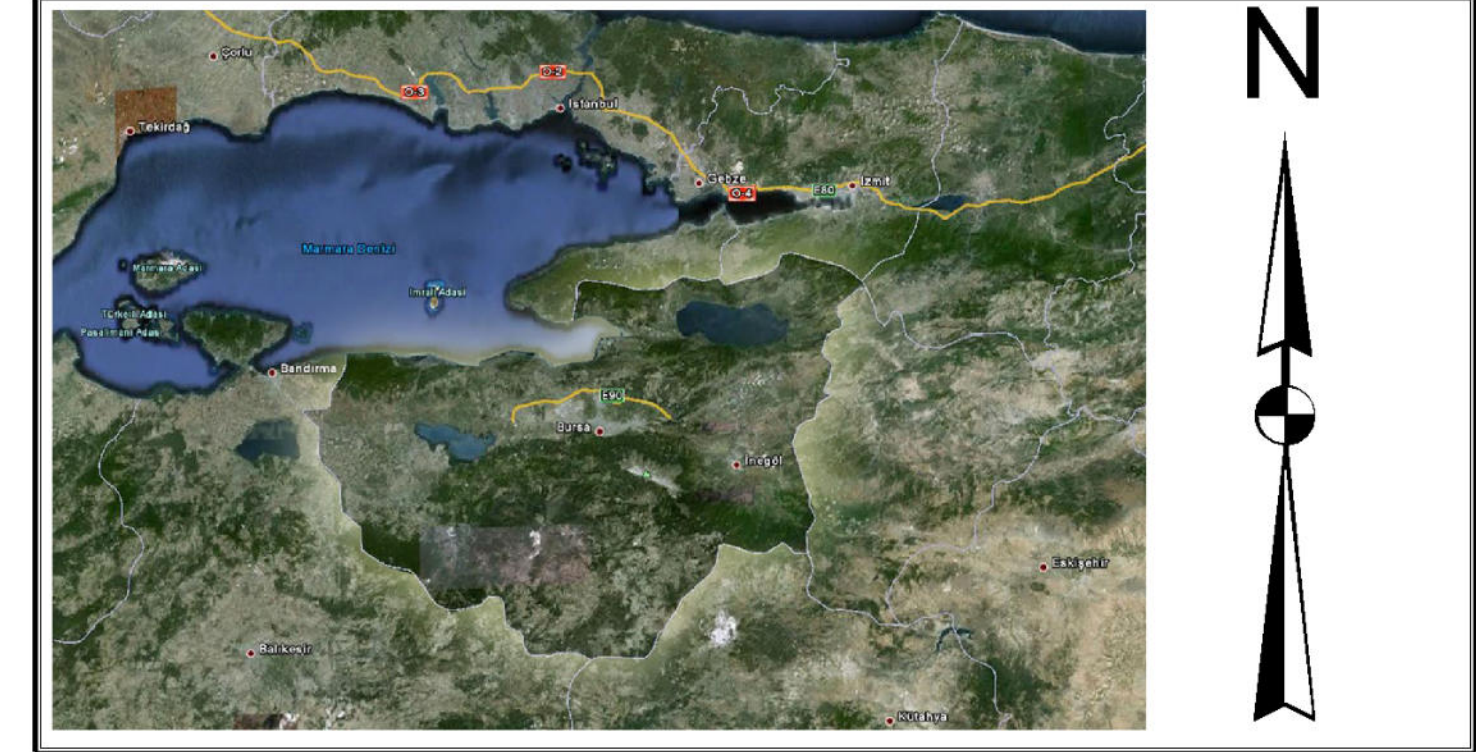 N
Çorlu
O-2
O-3
İstanbul
Tekirdağ
Gebze
O-4
E80
İzmit
Marmara Denizi
Marmara Adası
İmralı Adası
Türkeli Adası
Paşalimanı Adası
Bandırma
E90
Bursa
İnegöl
Eskişehir
Balıkesir
Kütahya